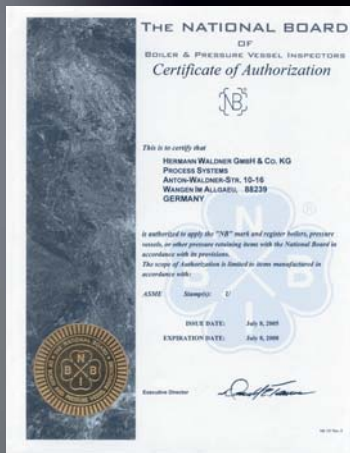 THE NATIONAL BOARD
OF
BOILER & PRESSURE VESSEL INSPECTORS
Certificate of Authorization
NB
This is to certify that
HERMANN WALDNER GMBH & CO. KG
PROCESS SYSTEMS
ANTON-WALDNER-STR. 10-16
WANGEN IM ALLGAEU, 88239
GERMANY
is authorized to apply the "NB" mark and register boilers, pressure
vessels, or other pressure retaining items with the National Board in
accordance with its provisions.
The scope of Authorization is limited to items manufactured in
accordance with:
ASME Stamp(s): U
ISSUE DATE: July 8, 2005
EXPIRATION DATE: July 8, 2008
N
B B
I
Executive Director